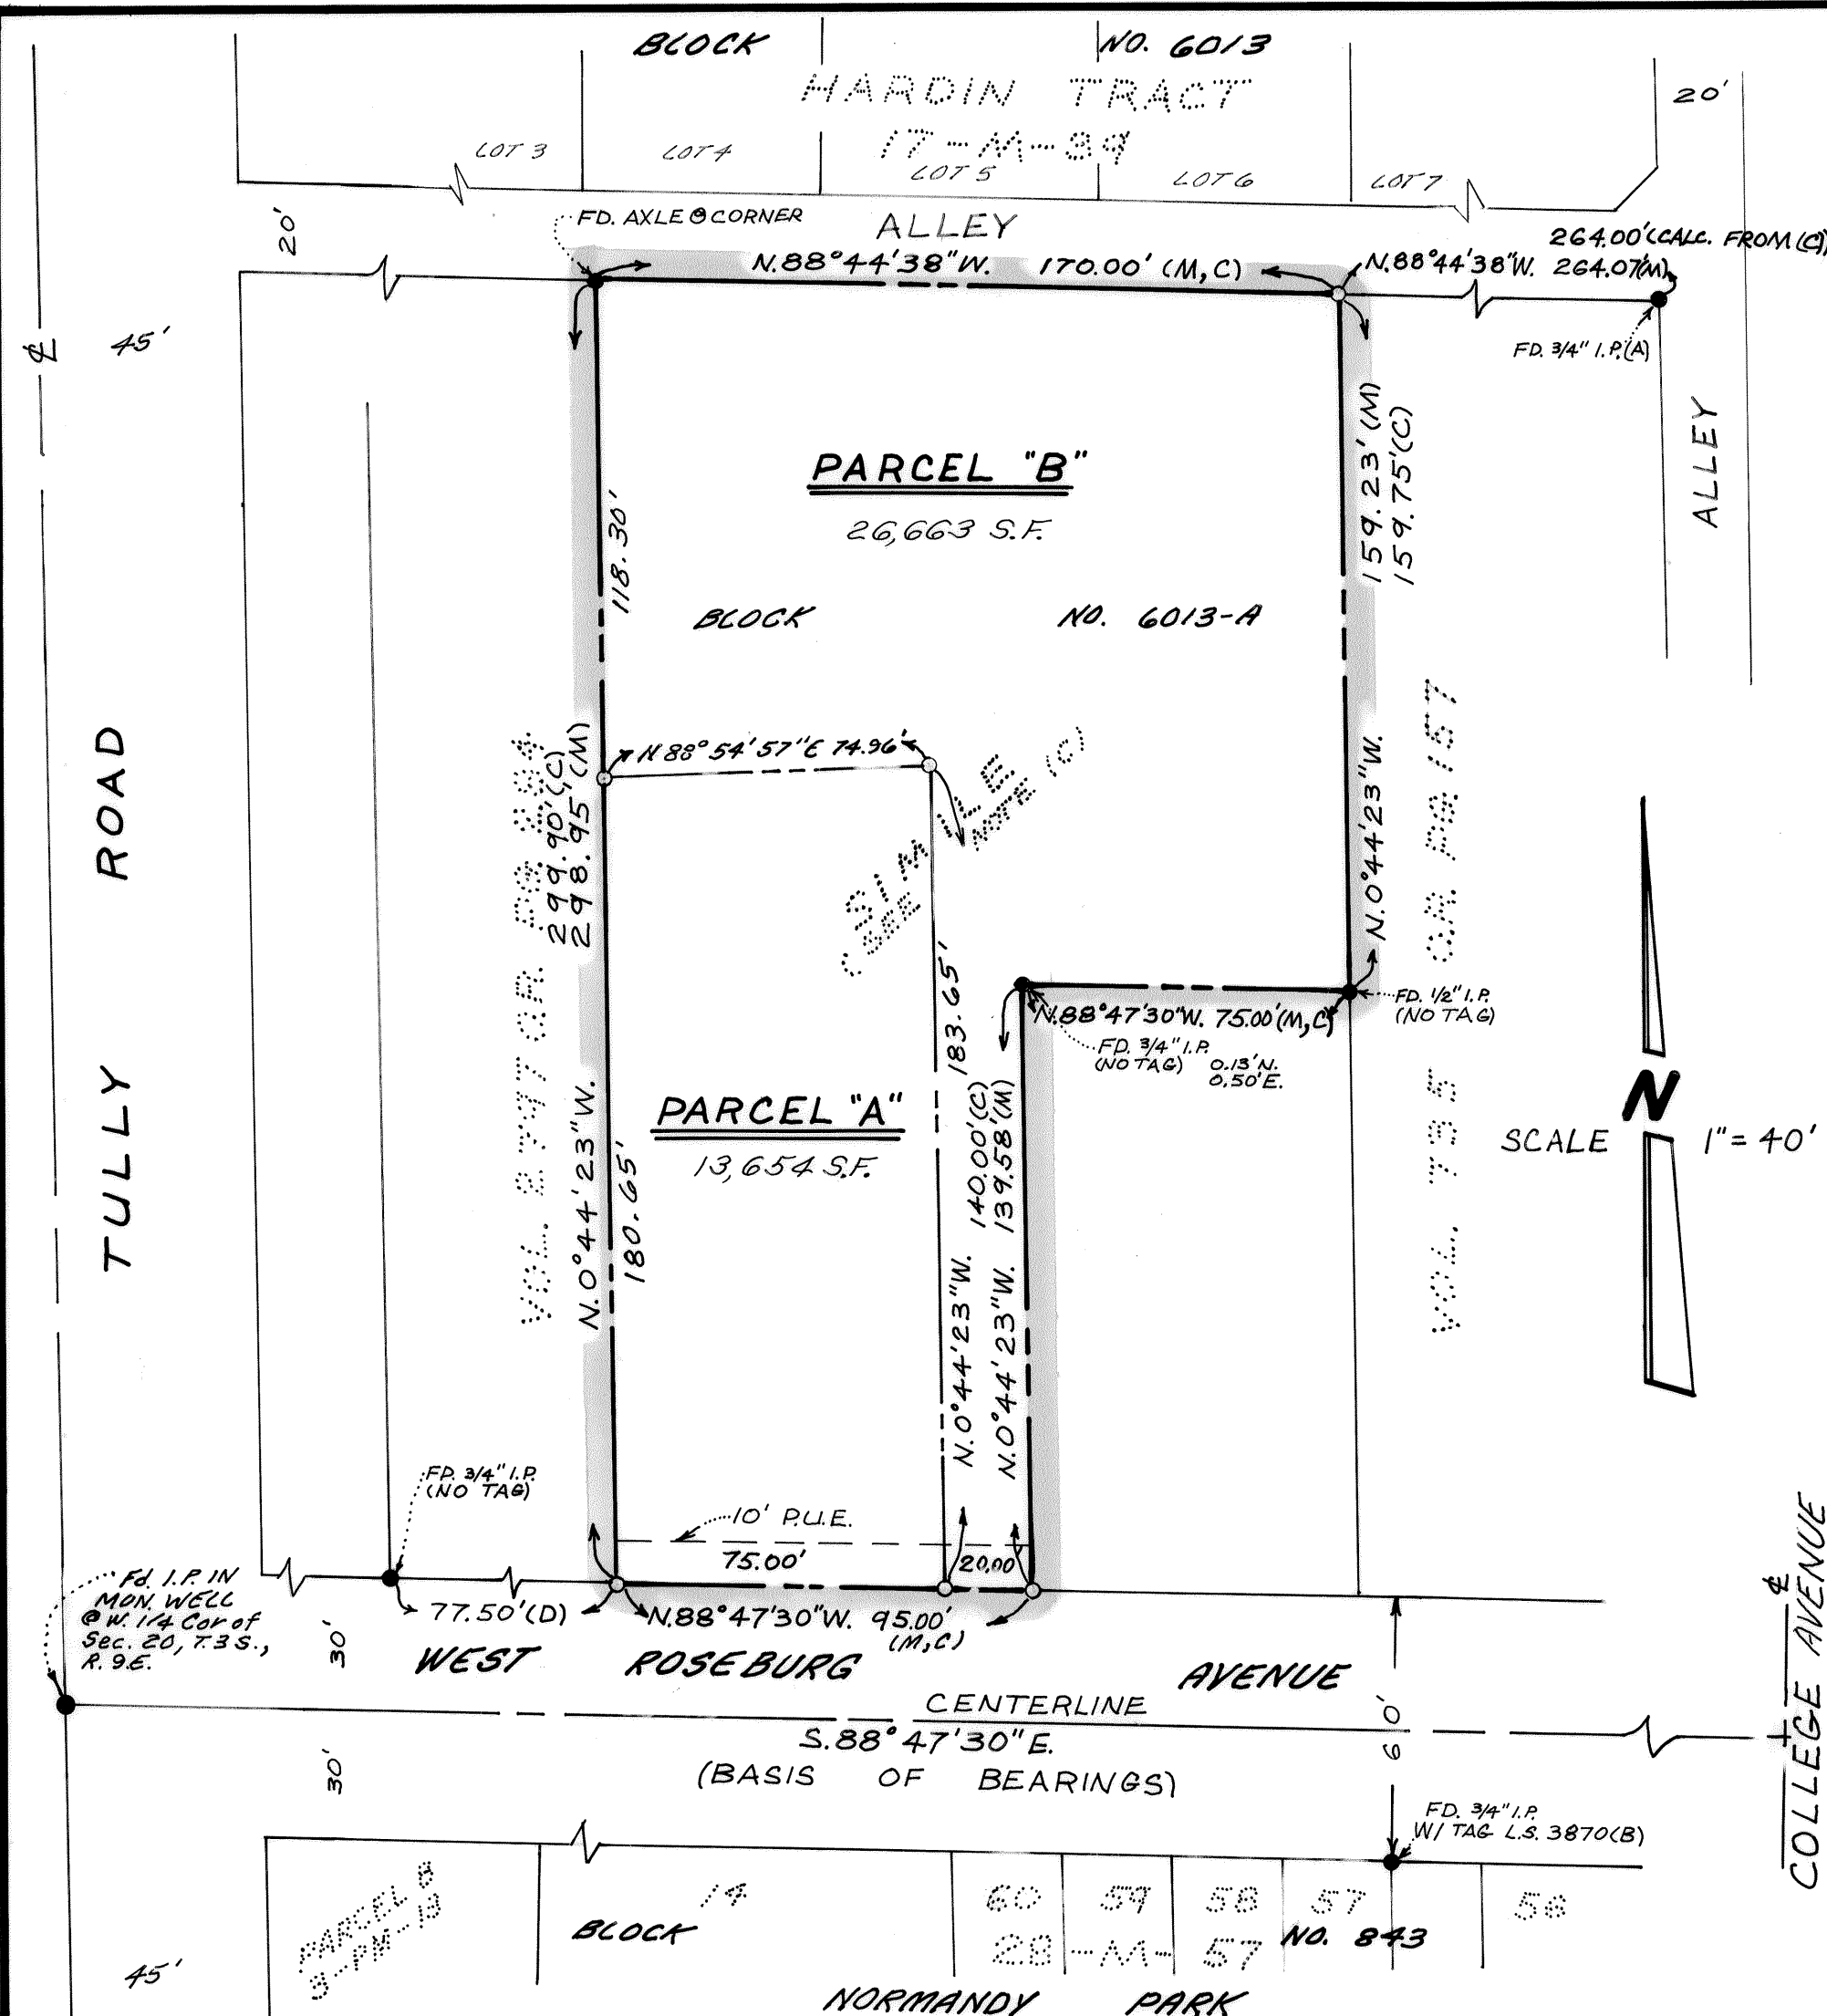 BLOCK NO. 6013
HARDIN TRACT
17-M-39
LOT 3
LOT 4
LOT 5
LOT 6
LOT 7
20'
20'
FD. AXLE @ CORNER
ALLEY
N.88°44'38"W. 170.00' (M,C)
264.00' (CALC. FROM (C))
N.88°44'38"W. 264.07'(M)
FD. 3/4" I.P.(A)
℄
45'
ALLEY
PARCEL "B"
26,663 S.F.
118.30'
159.23' (M)
159.75'(C)
BLOCK NO. 6013-A
N 88°54'57"E 74.96'
299.90'(C)
298.95'(M)
(SEE NOTE (C)
N.0°44'23"W.
VOL. 735 O.R. PG. 157
183.65'
N.88°47'30"W. 75.00'(M,C)
FD. 1/2" I.P.
(NO TAG)
FD. 3/4" I.P.
(NO TAG) 0.13' N.
0.50' E.
TULLY ROAD
PARCEL "A"
13,654 S.F.
N.0°44'23"W.
180.65'
N.0°44'23"W.
140.00'(C)
N.0°44'23"W. 139.58'(M)
N
SCALE 1"= 40'
FD. 3/4" I.P.
(NO TAG)
10' P.U.E.
75.00'
20.00'
77.50'(D)
N.88°47'30"W. 95.00'
(M,C)
Fd. I.P. IN
MON. WELL
@ W. 1/4 Cor of
Sec. 20, T.3 S.,
R. 9.E.
30'
WEST ROSEBURG AVENUE
CENTERLINE
S.88°47'30"E.
(BASIS OF BEARINGS)
30'
60'
℄
COLLEGE AVENUE
FD. 3/4" I.P.
W/ TAG L.S. 3870(B)
PARCEL B
3-PM-13
14
BLOCK
60
59
58
57
56
28-M-57
NO. 843
45'
NORMANDY PARK